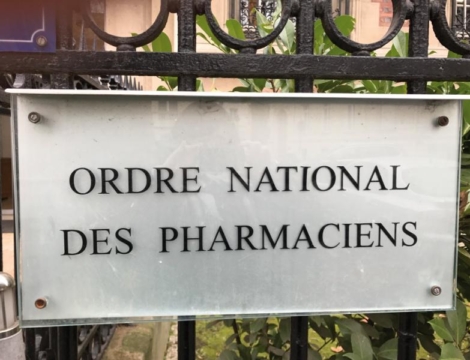 ORDRE NATIONAL
DES PHARMACIENS